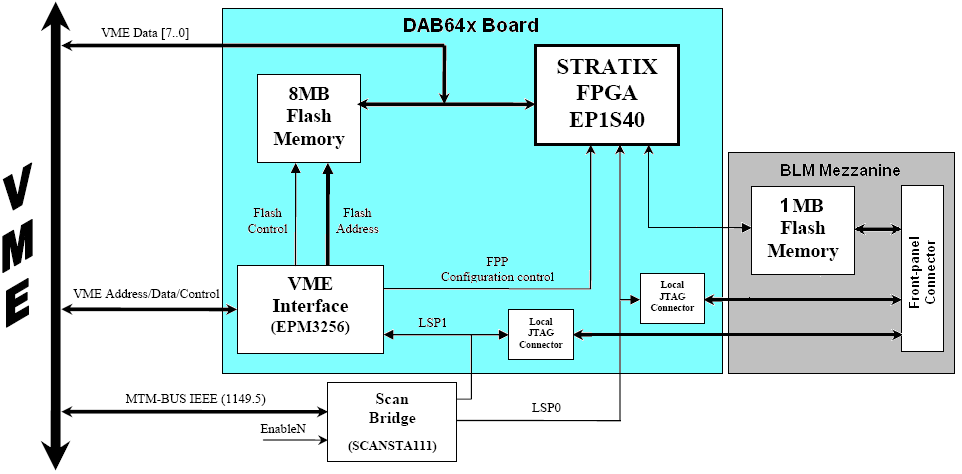 DAB64x Board
VME Data [7..0]
STRATIX
FPGA
EP1S40
8MB
Flash
Memory
BLM Mezzanine
VME
1MB
Flash
Memory
Front-panel
Connector
Flash
Control
Flash
Address
FPP
Configuration control
VME
Interface
(EPM3256)
VME Address/Data/Control
Local
JTAG
Connector
LSP1
Local
JTAG
Connector
MTM-BUS IEEE (1149.5)
Scan
Bridge
(SCANSTA111)
LSP0
EnableN